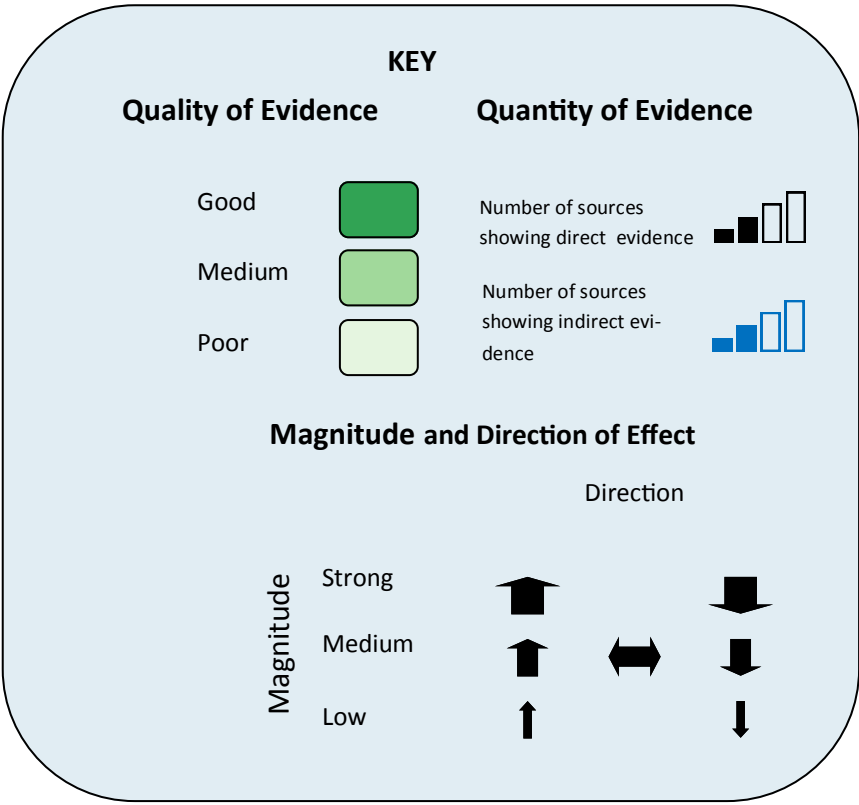 KEY
Quality of Evidence
Quantity of Evidence
Good
Medium
Poor
Number of sources
showing direct evidence
Number of sources
showing indirect evi-
dence
Magnitude and Direction of Effect
Direction
Magnitude
Strong
Medium
Low